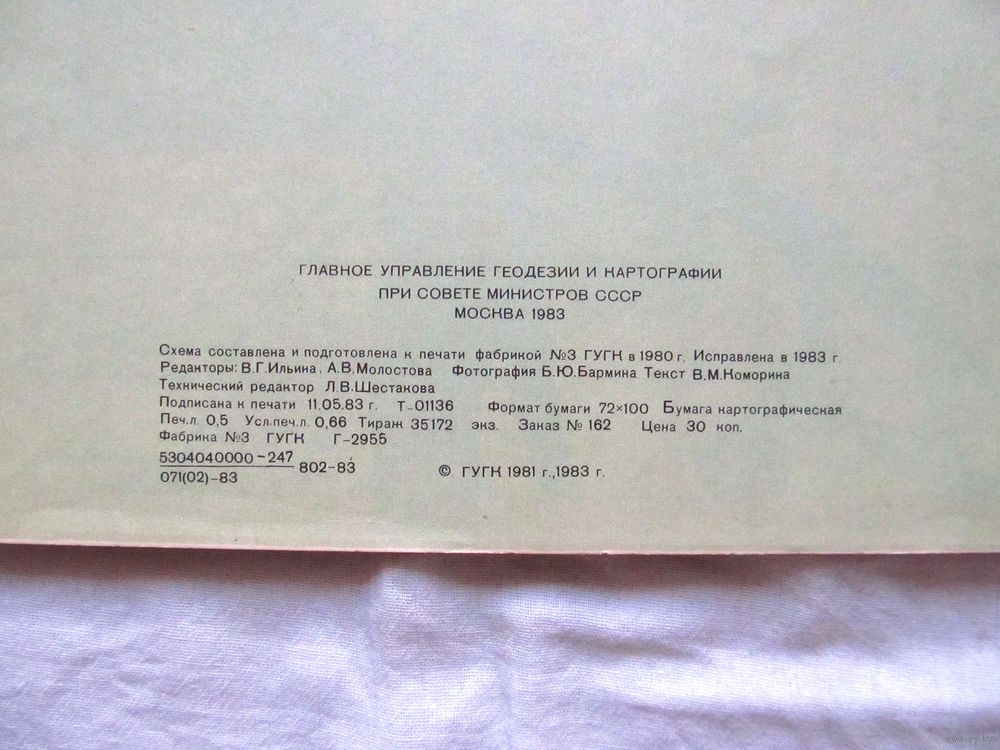 ГЛАВНОЕ УПРАВЛЕНИЕ ГЕОДЕЗИИ И КАРТОГРАФИИ
ПРИ СОВЕТЕ МИНИСТРОВ СССР
МОСКВА 1983
Схема составлена и подготовлена к печати фабрикой №3 ГУГК в 1980 г. Исправлена в 1983 г.
Редакторы: В.Г.Ильина, А.В.Молостова Фотография Б.Ю.Бармина Текст В.М.Коморина
Технический редактор Л.В.Шестакова
Подписана к печати 11.05.83 г. Т-01136 Формат бумаги 72×100 Бумага картографическая
Печ.л. 0,5 Усл.печ.л. 0,66 Тираж 35172 экз. Заказ № 162 Цена 30 коп.
Фабрика №3 ГУГК Г-2955
5304040000-247
071(02)-83 802-83 © ГУГК 1981 г.,1983 г.
www.ay.by